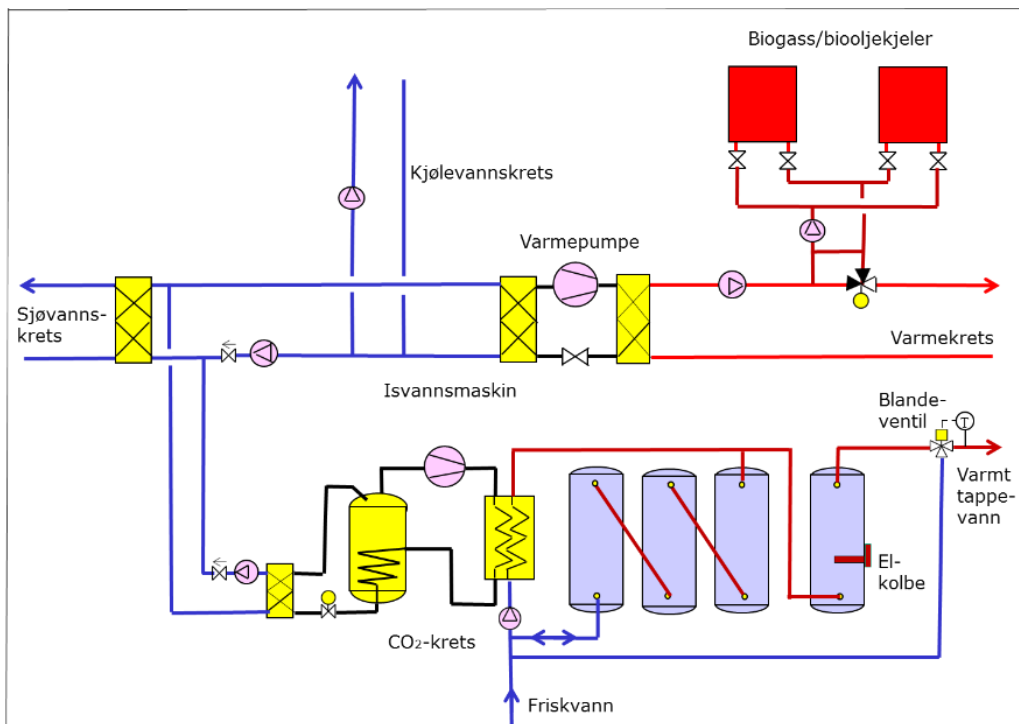 Biogass/biooljekjeler
Kjølevannskrets
Varmepumpe
Sjøvanns-
krets
Varmekrets
Isvannsmaskin
Blande-
ventil
T
Varmt
tappe-
vann
El-
kolbe
CO₂-krets
Friskvann